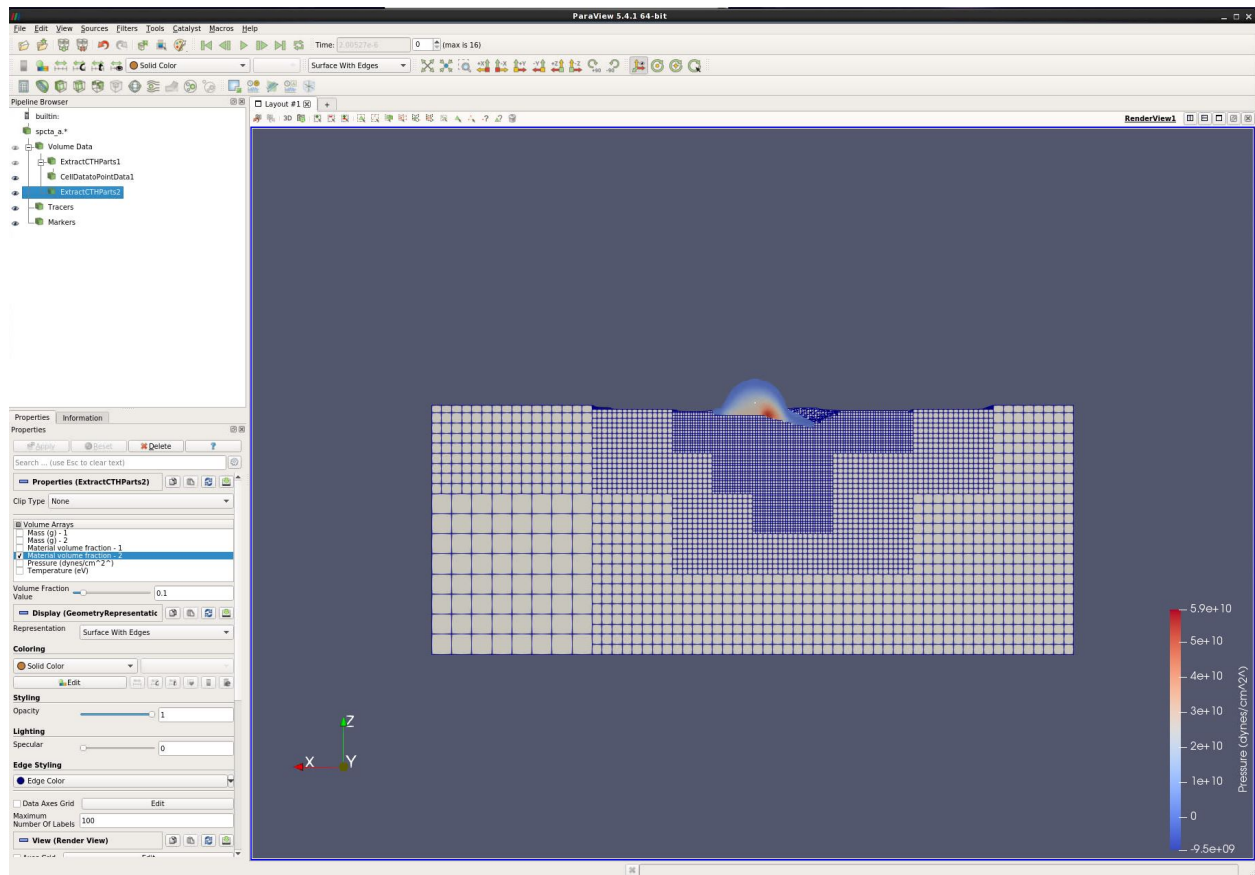 ParaView 5.4.1 64-bit
File Edit View Sources Filters Tools Catalyst Macros Help
Time: 2.00527e-6 0 (max is 16)
Solid Color Surface With Edges
Pipeline Browser
Layout #1
builtin:
3D
RenderView1
spcta_a.*
Volume Data
ExtractCTHParts1
CellDatatoPointData1
ExtractCTHParts2
Tracers
Markers
Properties Information
Properties
Apply Reset Delete ?
Search ... (use Esc to clear text)
Properties (ExtractCTHParts2)
Clip Type None
Volume Arrays
Mass (g) - 1
Mass (g) - 2
Material volume fraction - 1
Material volume fraction - 2
Pressure (dynes/cm^2^)
Temperature (eV)
Volume Fraction Value 0.1
Display (GeometryRepresentatic
Representation Surface With Edges
Coloring
Solid Color
Edit
Styling
Opacity 1
Lighting
Specular 0
Edge Styling
Edge Color
Data Axes Grid Edit
Maximum Number Of Labels 100
View (Render View)
Axes Grid Edit
Z
X
Y
5.9e+10
5e+10
4e+10
3e+10
2e+10
1e+10
0
-9.5e+09
Pressure (dynes/cm^2^)